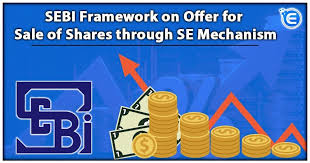 SEBI Framework on Offer for
Sale of Shares through SE Mechanism
E
SEBi
$